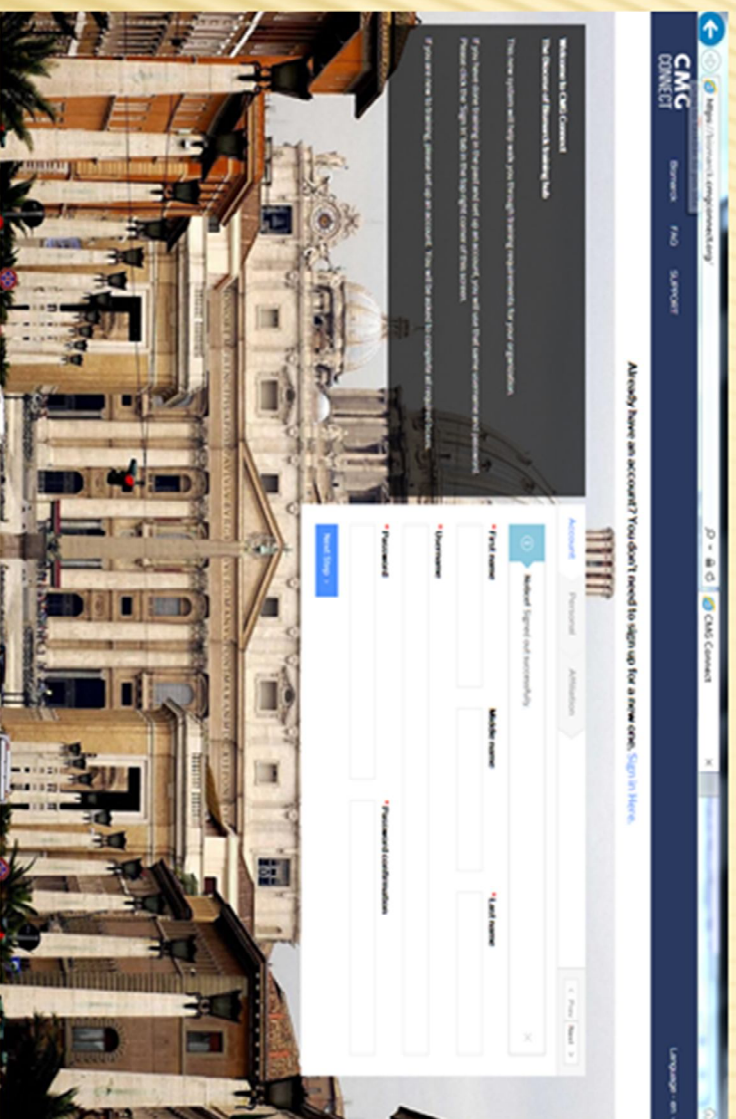 https://bismarck.cmgconnect.org/
CMG Connect
CMG
CONNECT
Bismarck FAQ SUPPORT
Language - e
Already have an account? You don't need to sign up for a new one. Sign in Here.
Welcome to CMG Connect
The Diocese of Bismarck training hub
This new system will help walk you through training requirements for your organization.
If you have done training in the past and set up an account, you will use that same username and password.
Please click the 'Sign in' tab in the top right corner of this screen.
If you are new to training, please set up an account. You will be asked to complete all required boxes.
Account Personal Affiliation
< Prev Next >
Notice! Signed out successfully.
* First name Middle name * Last name
* Username
* Password * Password confirmation
Next Step >